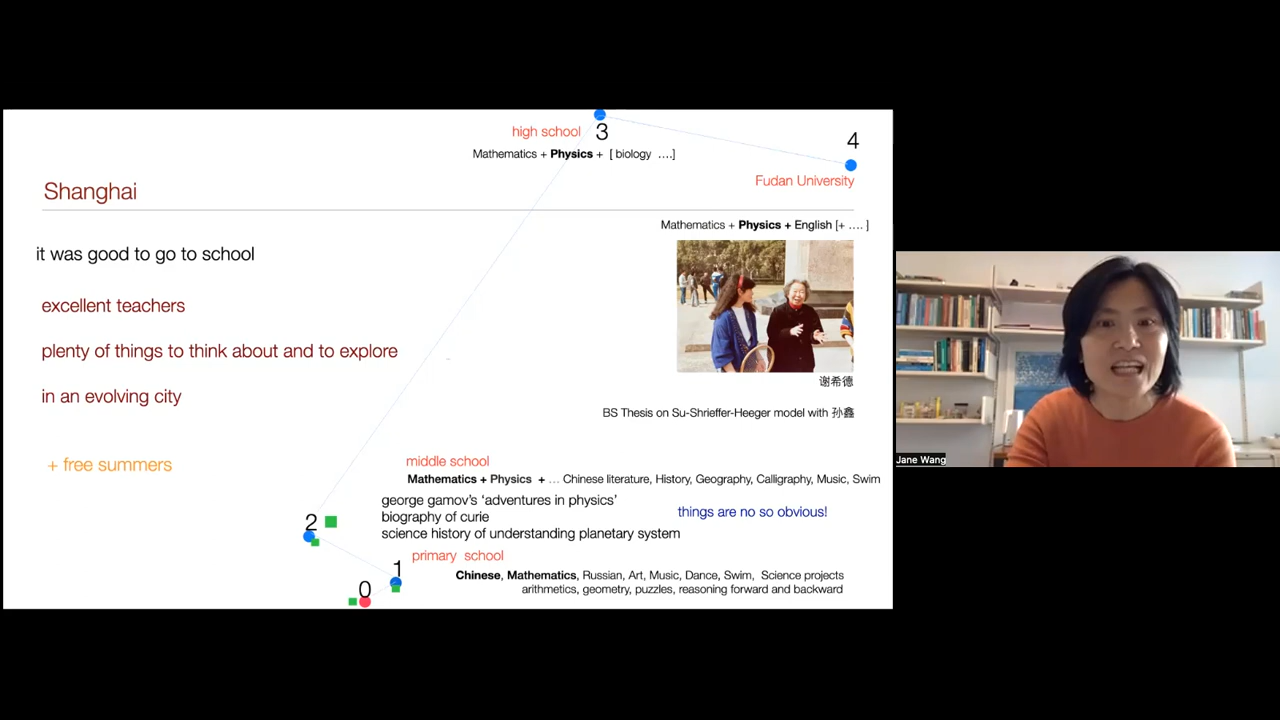 high school 3
Mathematics + Physics + [ biology ....]
4
Fudan University
Shanghai
Mathematics + Physics + English [+ .... ]
it was good to go to school
excellent teachers
plenty of things to think about and to explore
in an evolving city
+ free summers
谢希德
BS Thesis on Su-Shrieffer-Heeger model with 孙鑫
middle school
Mathematics + Physics + ... Chinese literature, History, Geography, Calligraphy, Music, Swim
george gamov's 'adventures in physics'
biography of curie
science history of understanding planetary system
things are no so obvious!
2
primary school
1
Chinese, Mathematics, Russian, Art, Music, Dance, Swim, Science projects
arithmetics, geometry, puzzles, reasoning forward and backward
0
Jane Wang